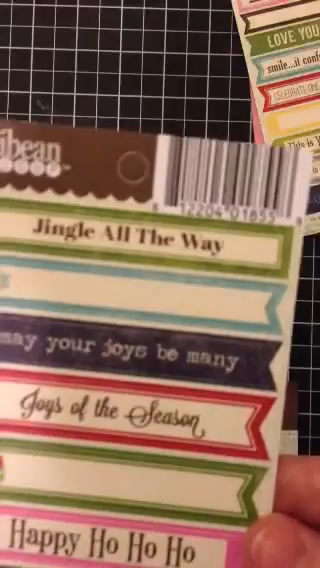 LOVE YOU
smile...it
CELEBRATE
This is
bean
Jingle All The Way
may your joys be many
Joys of the Season
Happy Ho Ho Ho